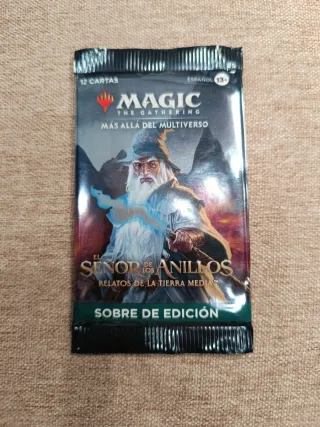 12 CARTAS
ESPAÑOL 13+
MAGIC
THE GATHERING
MÁS ALLÁ DEL MULTIVERSO
EL
SEÑOR DE LOS ANILLOS
RELATOS DE LA TIERRA MEDIA
SOBRE DE EDICIÓN